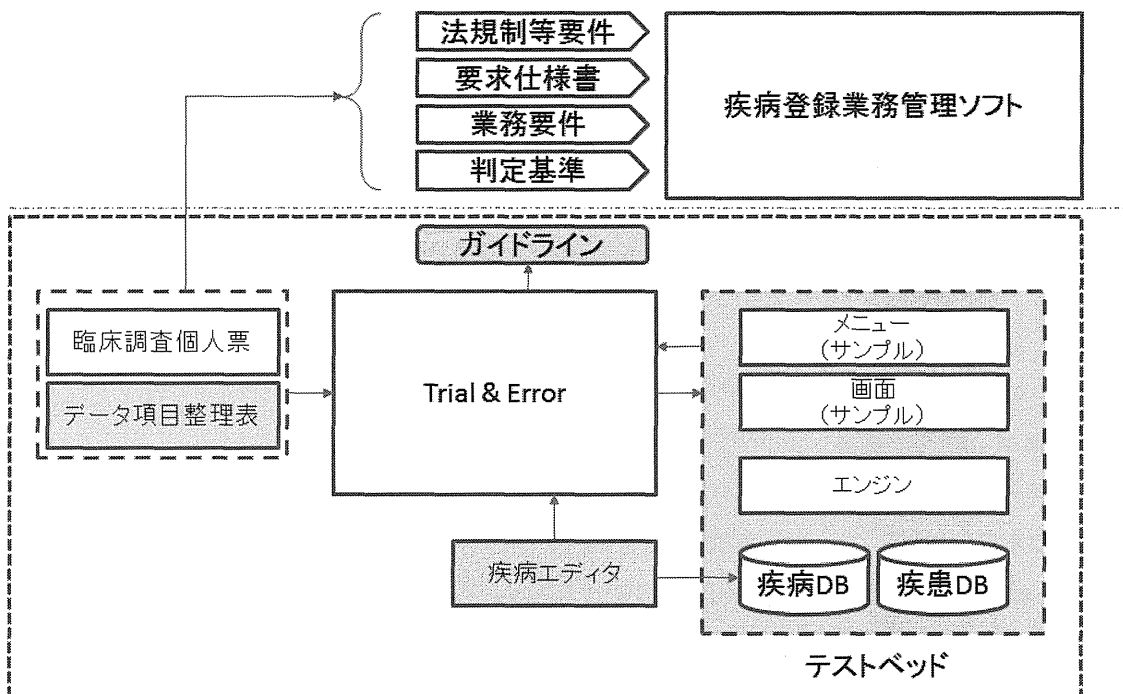 法規制等要件
要求仕様書
業務要件
判定基準
疾病登録業務管理ソフト
ガイドライン
臨床調査個人票
データ項目整理表
Trial & Error
メニュー
(サンプル)
画面
(サンプル)
エンジン
疾病エディタ
疾病DB
疾患DB
テストベッド